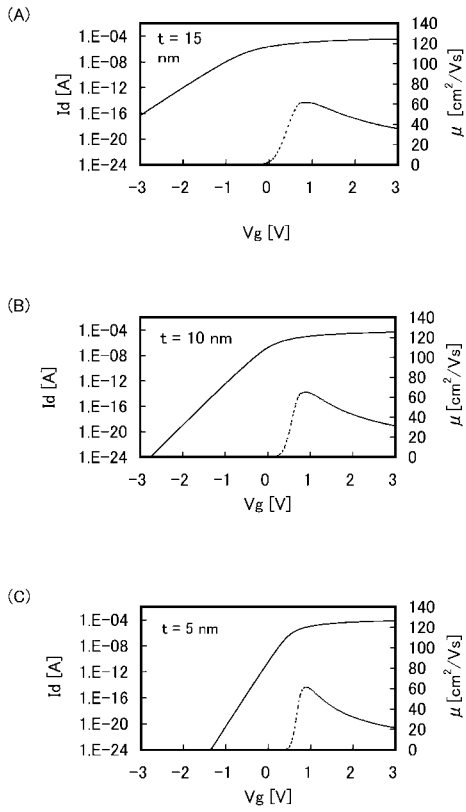 (A)
1.E-04
1.E-08
1.E-12
1.E-16
1.E-20
1.E-24
Id [A]
t = 15
nm
140
120
100
80
60
40
20
0
μ [cm²/Vs]
-3 -2 -1 0 1 2 3
Vg [V]
(B)
1.E-04
1.E-08
1.E-12
1.E-16
1.E-20
1.E-24
Id [A]
t = 10 nm
140
120
100
80
60
40
20
0
μ [cm²/Vs]
-3 -2 -1 0 1 2 3
Vg [V]
(C)
1.E-04
1.E-08
1.E-12
1.E-16
1.E-20
1.E-24
Id [A]
t = 5 nm
140
120
100
80
60
40
20
0
μ [cm²/Vs]
-3 -2 -1 0 1 2 3
Vg [V]